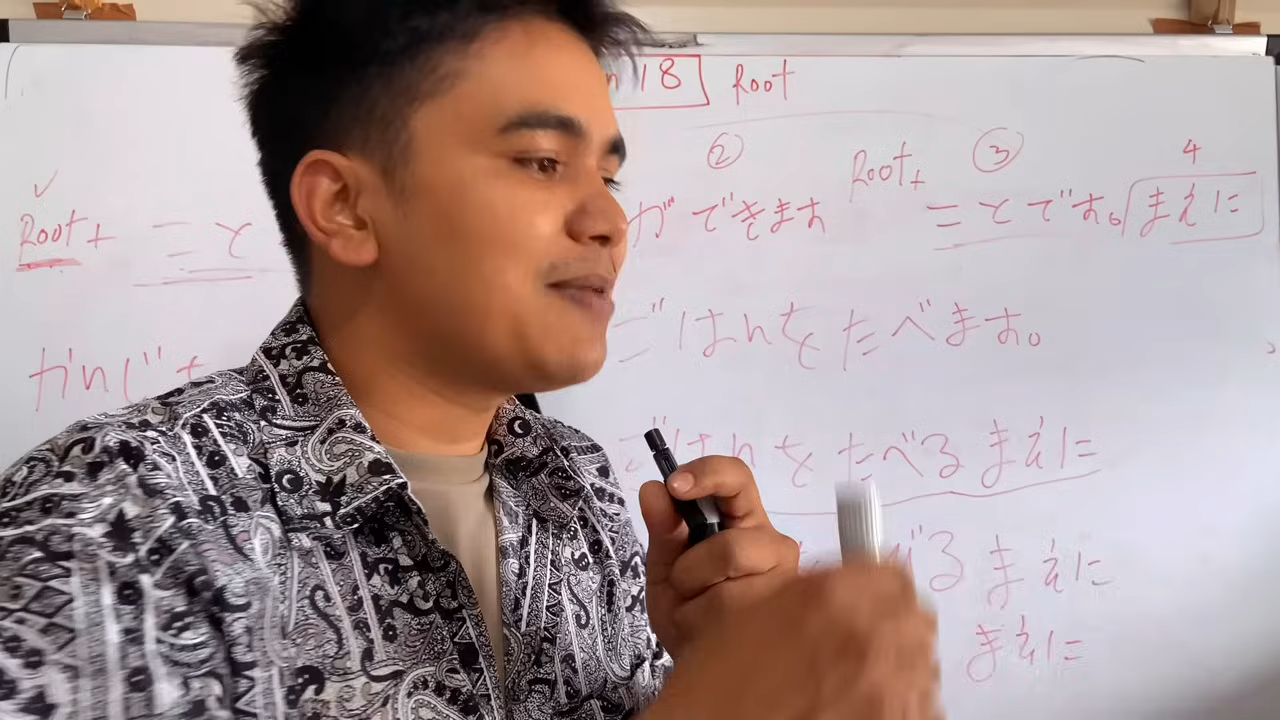 18 Root
② Root+ ③ 4
Root+ こと ができます ことです。 まえに
かんじ ごはんをたべます。
ごはんをたべる まえに
べる まえに
まえに